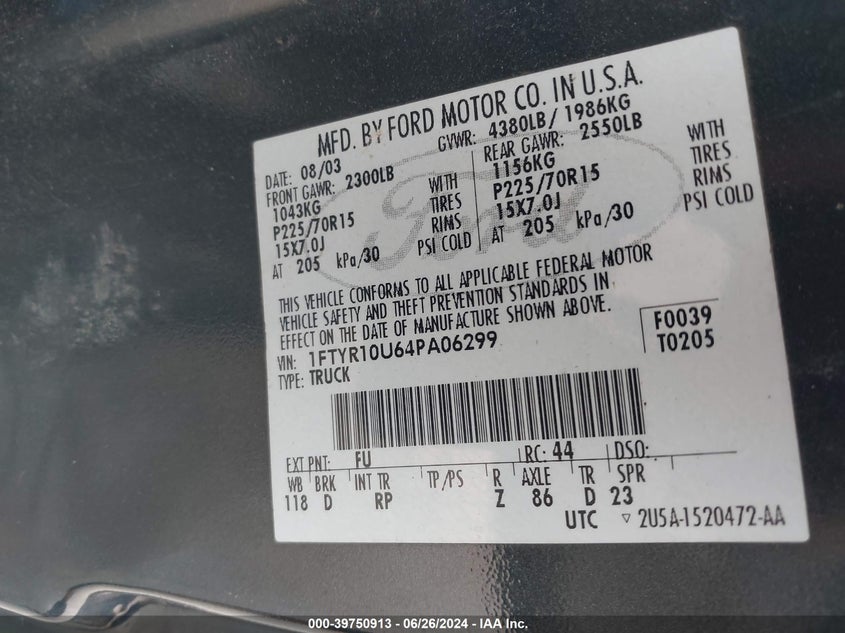 MFD. BY FORD MOTOR CO. IN U.S.A.
DATE: 08/03 GVWR: 4380LB/ 1986KG
FRONT GAWR: 2300LB REAR GAWR: 2550LB
1043KG WITH 1156KG WITH
P225/70R15 TIRES P225/70R15 TIRES
15X7.0J RIMS 15X7.0J RIMS
AT 205 kPa/30 PSI COLD AT 205 kPa/30 PSI COLD
Ford
THIS VEHICLE CONFORMS TO ALL APPLICABLE FEDERAL MOTOR
VEHICLE SAFETY AND THEFT PREVENTION STANDARDS IN
EFFECT ON THE DATE OF MANUFACTURE SHOWN ABOVE.
VIN: 1FTYR10U64PA06299 F0039
TYPE: TRUCK T0205
EXT PNT: FU RC: 44 DSO:
WB BRK INT TR TP/PS R AXLE TR SPR
118 D RP Z 86 D 23
UTC ▽ 2U5A-1520472-AA
000-39750913 - 06/26/2024 - IAA Inc.